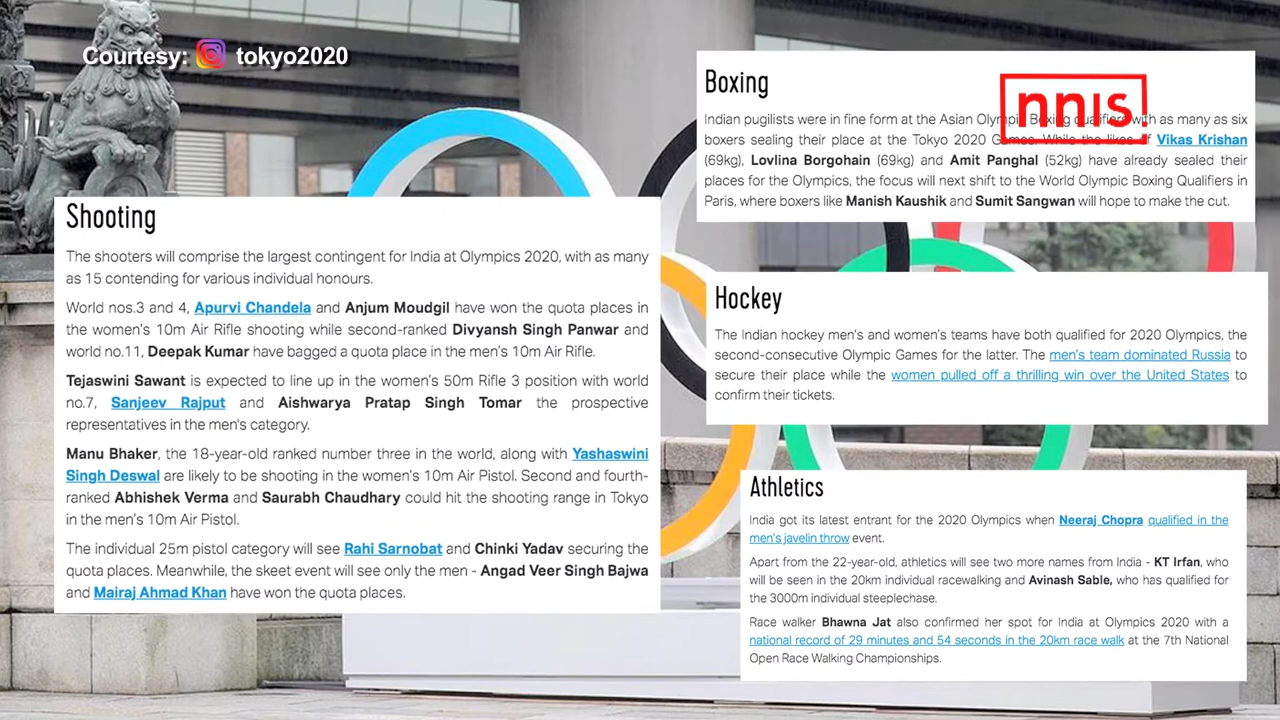 Courtesy: tokyo2020
Shooting
The shooters will comprise the largest contingent for India at Olympics 2020, with as many
as 15 contending for various individual honours.
World nos.3 and 4, Apurvi Chandela and Anjum Moudgil have won the quota places in
the women's 10m Air Rifle shooting while second-ranked Divyansh Singh Panwar and
world no.11, Deepak Kumar have bagged a quota place in the men's 10m Air Rifle.
Tejaswini Sawant is expected to line up in the women's 50m Rifle 3 position with world
no.7, Sanjeev Rajput and Aishwarya Pratap Singh Tomar the prospective
representatives in the men's category.
Manu Bhaker, the 18-year-old ranked number three in the world, along with Yashaswini
Singh Deswal are likely to be shooting in the women's 10m Air Pistol. Second and fourth-
ranked Abhishek Verma and Saurabh Chaudhary could hit the shooting range in Tokyo
in the men's 10m Air Pistol.
The individual 25m pistol category will see Rahi Sarnobat and Chinki Yadav securing the
quota places. Meanwhile, the skeet event will see only the men - Angad Veer Singh Bajwa
and Mairaj Ahmad Khan have won the quota places.
Boxing
nnis
Indian pugilists were in fine form at the Asian Olympic Boxing qualifiers with as many as six
boxers sealing their place at the Tokyo 2020 Games. While the likes of Vikas Krishan
(69kg), Lovlina Borgohain (69kg) and Amit Panghal (52kg) have already sealed their
places for the Olympics, the focus will next shift to the World Olympic Boxing Qualifiers in
Paris, where boxers like Manish Kaushik and Sumit Sangwan will hope to make the cut.
Hockey
The Indian hockey men's and women's teams have both qualified for 2020 Olympics, the
second-consecutive Olympic Games for the latter. The men's team dominated Russia to
secure their place while the women pulled off a thrilling win over the United States to
confirm their tickets.
Athletics
India got its latest entrant for the 2020 Olympics when Neeraj Chopra qualified in the
men's javelin throw event.
Apart from the 22-year-old, athletics will see two more names from India - KT Irfan, who
will be seen in the 20km individual racewalking and Avinash Sable, who has qualified for
the 3000m individual steeplechase.
Race walker Bhawna Jat also confirmed her spot for India at Olympics 2020 with a
national record of 29 minutes and 54 seconds in the 20km race walk at the 7th National
Open Race Walking Championships.